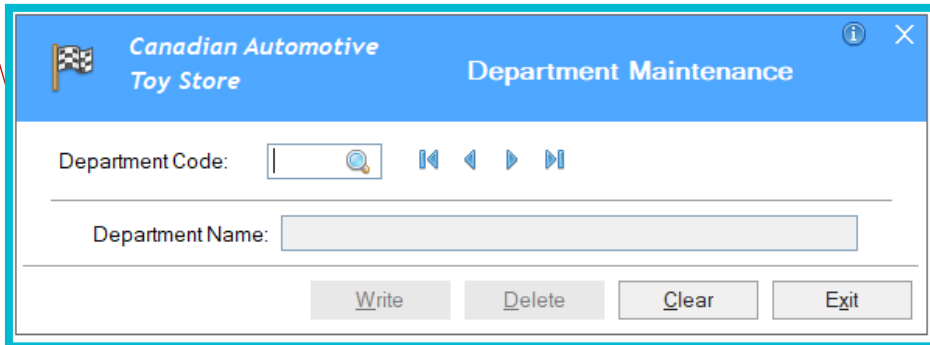 Canadian Automotive
Toy Store
Department Maintenance
Department Code:
Department Name:
Write Delete Clear Exit